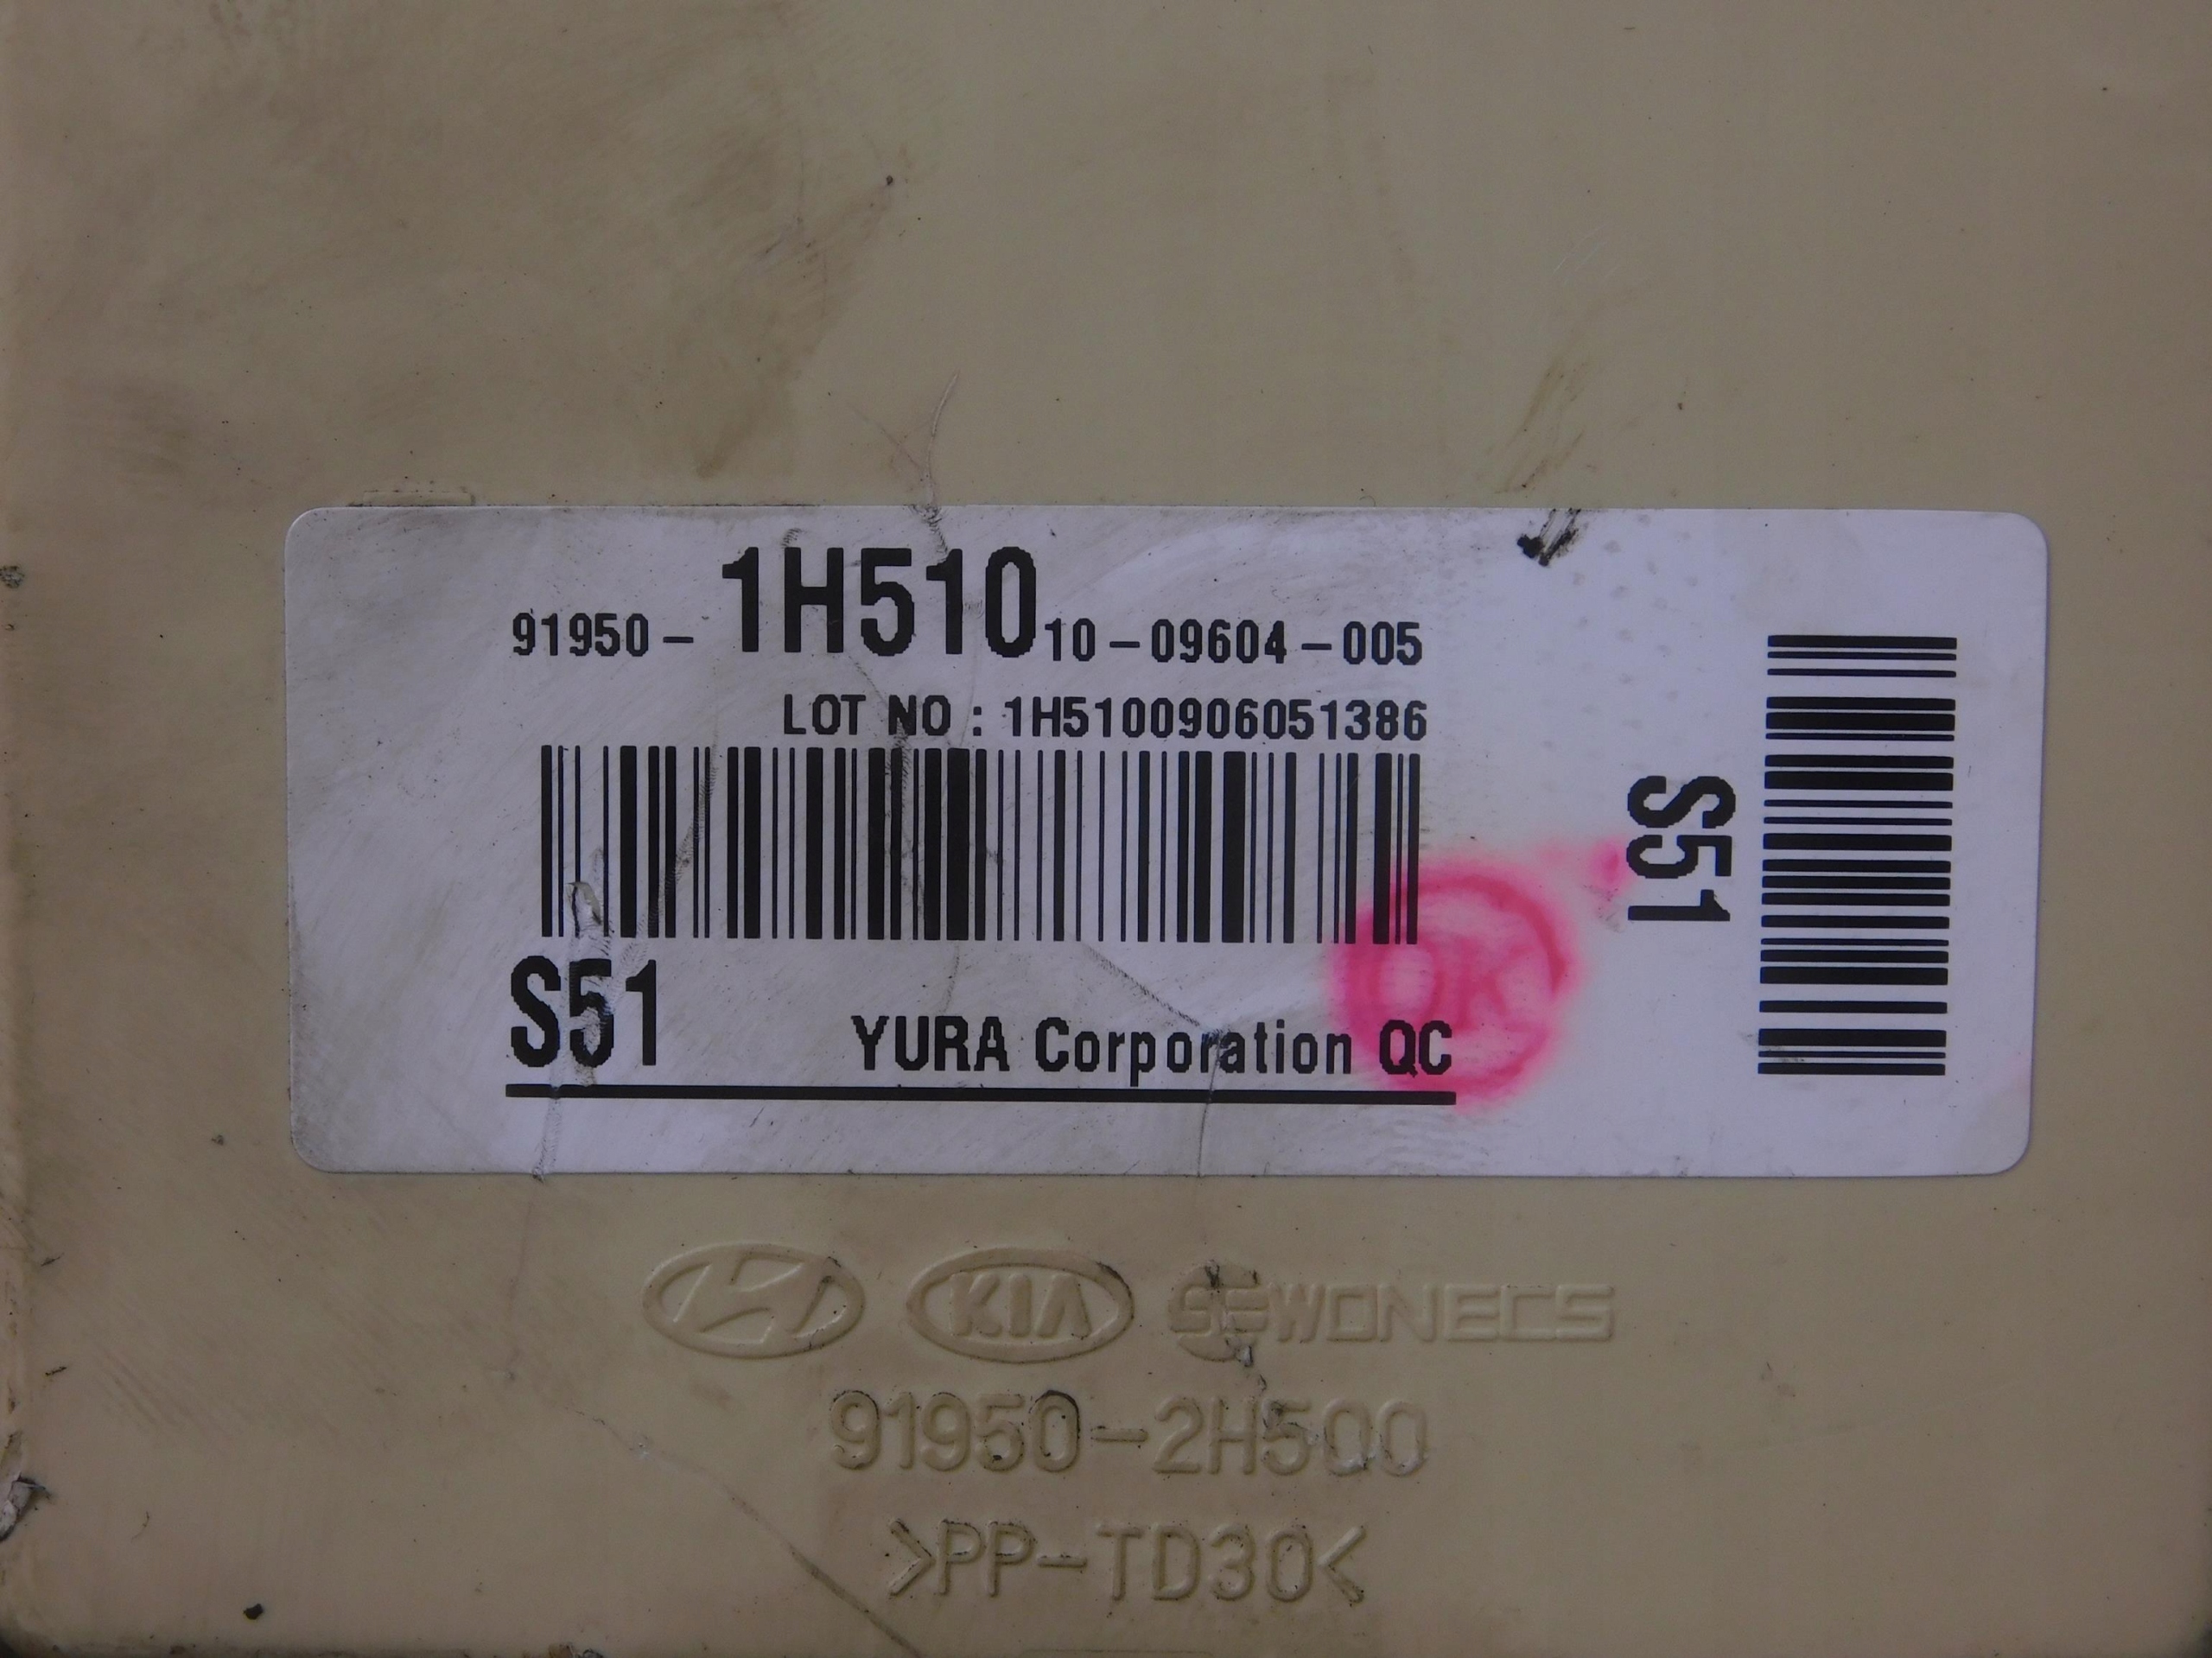 91950-1H510 10-09604-005
LOT NO : 1H5100906051386
S51
S51
YURA Corporation QC
OK
KIA SEWONECS
91950-2H500
>PP-TD30<